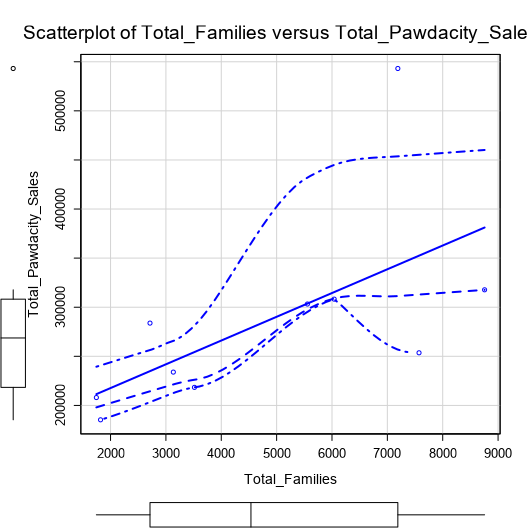 Scatterplot of Total_Families versus Total_Pawdacity_Sale
Total_Pawdacity_Sales
500000
400000
300000
200000
2000 3000 4000 5000 6000 7000 8000 9000
Total_Families